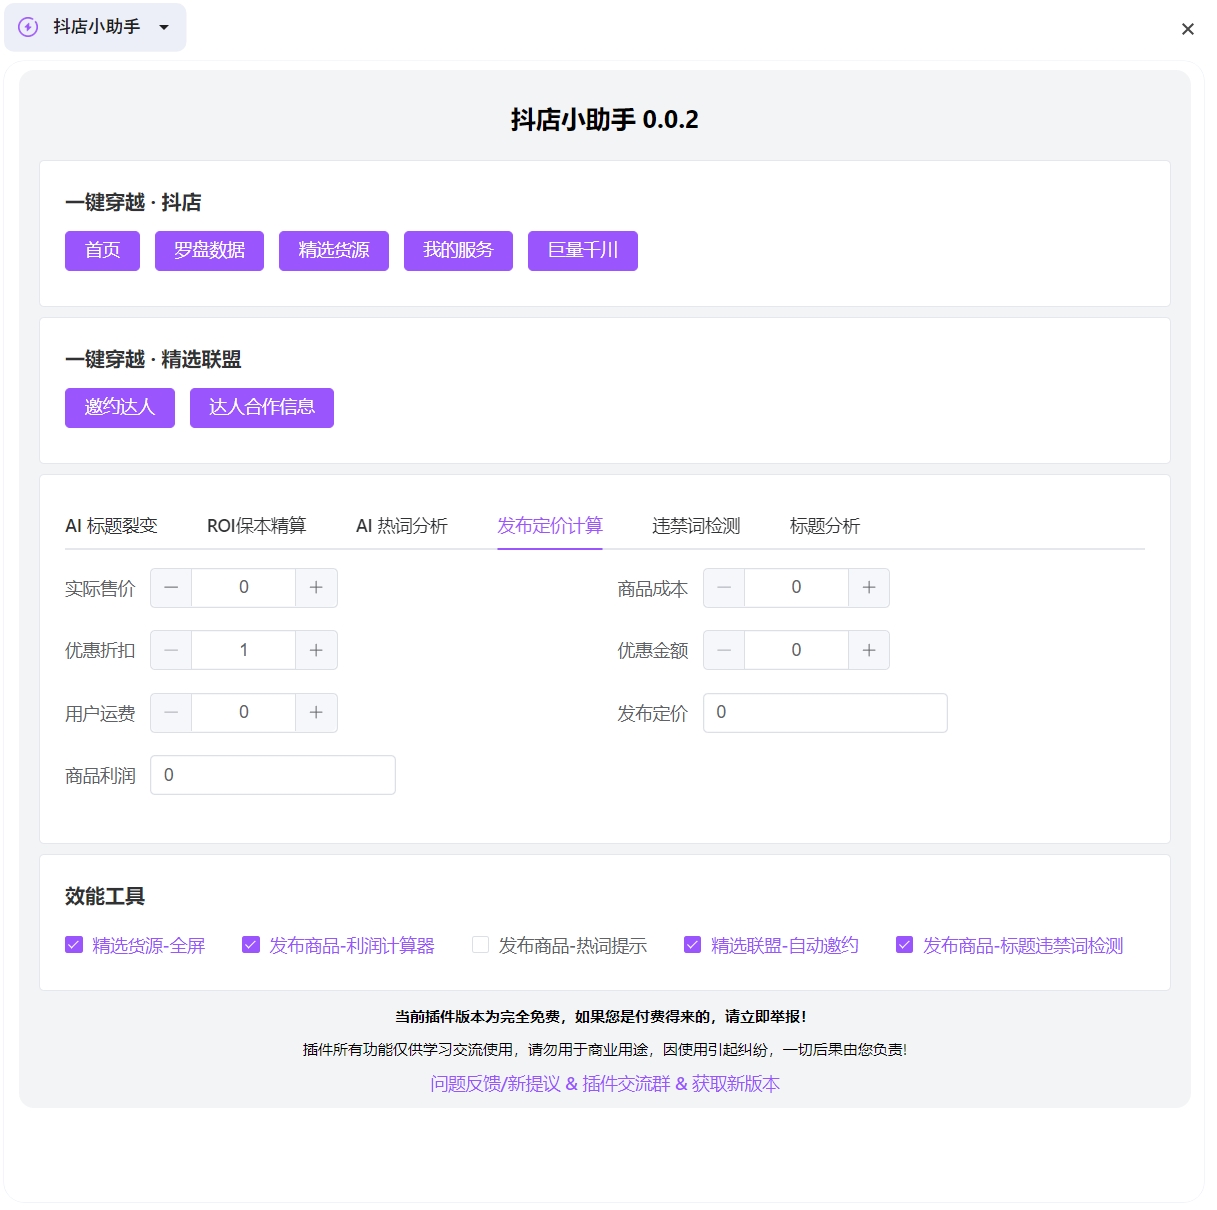 抖店小助手
抖店小助手 0.0.2
一键穿越 · 抖店
首页 罗盘数据 精选货源 我的服务 巨量千川
一键穿越 · 精选联盟
邀约达人 达人合作信息
AI 标题裂变 ROI保本精算 AI 热词分析 发布定价计算 违禁词检测 标题分析
实际售价 0 商品成本 0
优惠折扣 1 优惠金额 0
用户运费 0 发布定价 0
商品利润 0
效能工具
精选货源-全屏 发布商品-利润计算器 发布商品-热词提示 精选联盟-自动邀约 发布商品-标题违禁词检测
当前插件版本为完全免费，如果您是付费得来的，请立即举报！
插件所有功能仅供学习交流使用，请勿用于商业用途，因使用引起纠纷，一切后果由您负责!
问题反馈/新提议 & 插件交流群 & 获取新版本